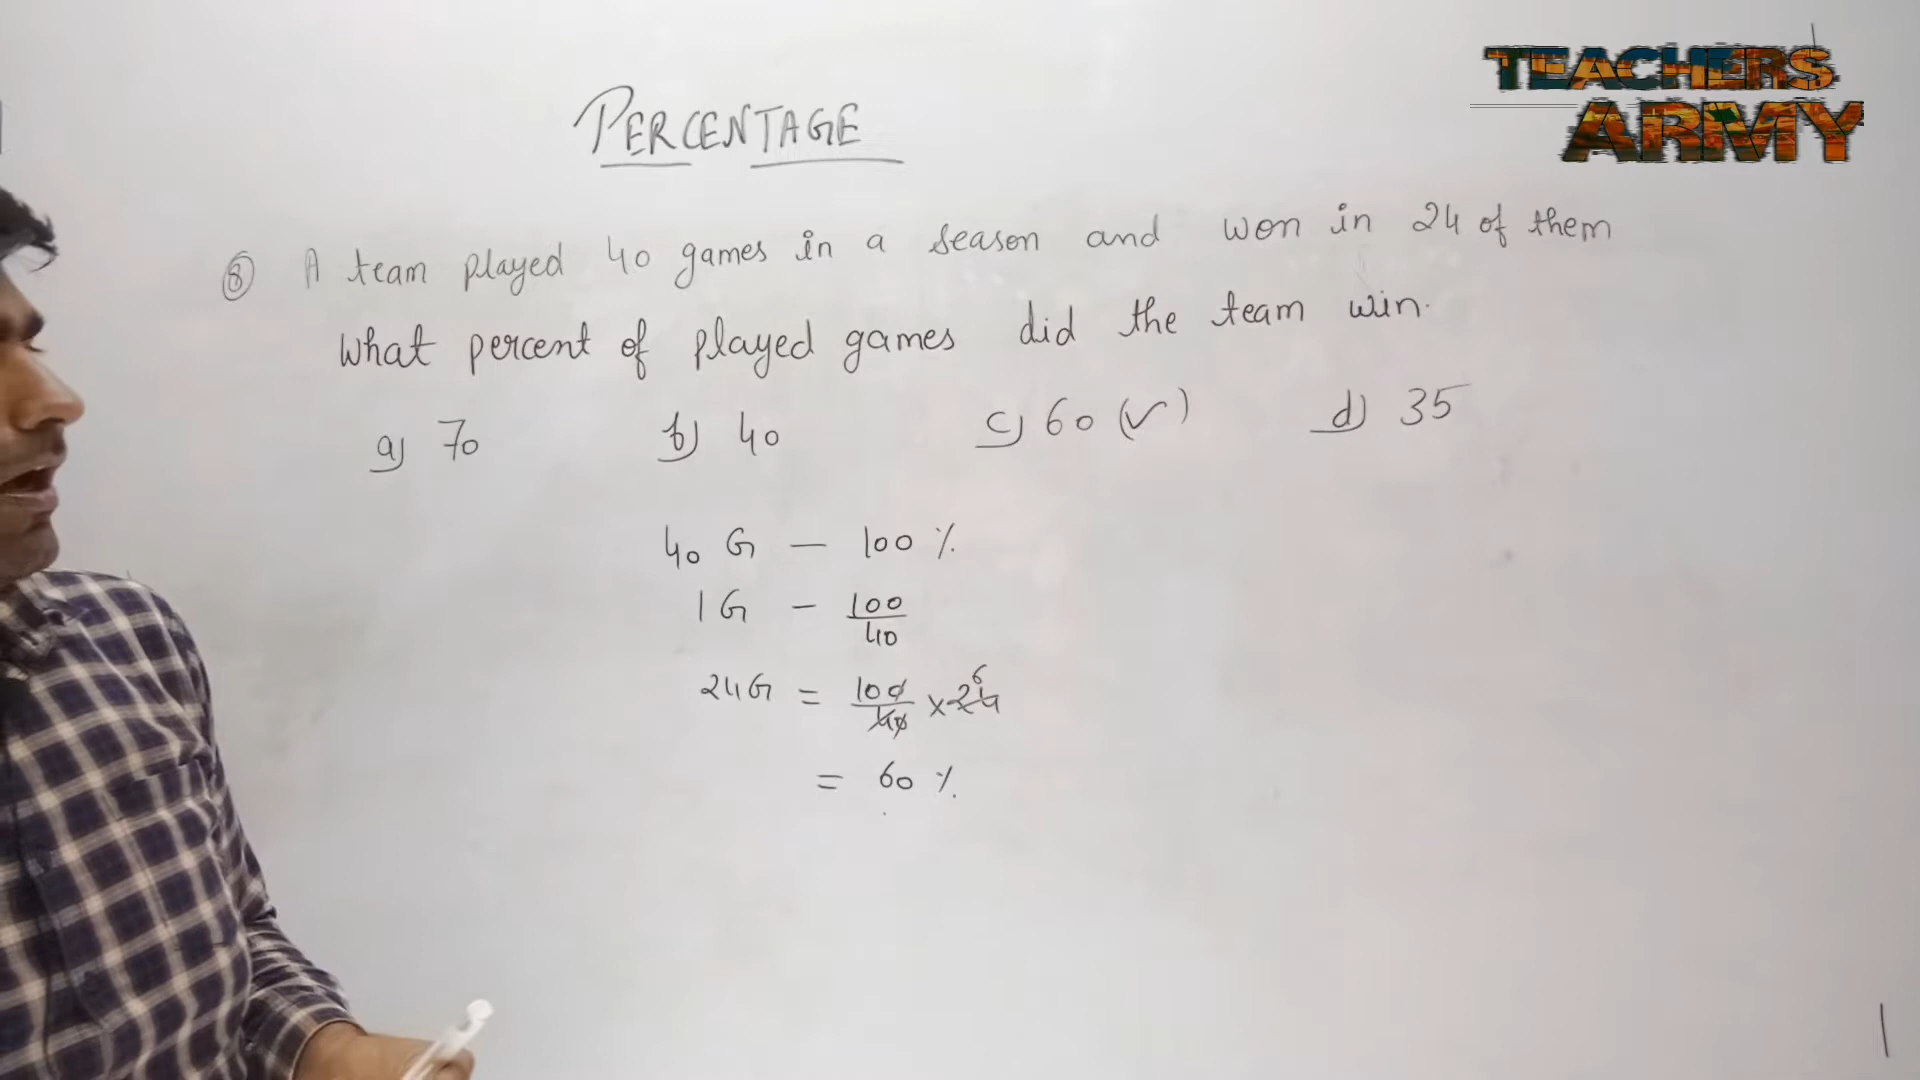 TEACHERS
ARMY
PERCENTAGE
8 A team played 40 games in a season and won in 24 of them
What percent of played games did the team win.
a) 70 b) 40 c) 60 (✓) d) 35
40 G — 100 %
1 G — 100/40
24 G = 100/40 × 24 6
= 60 %